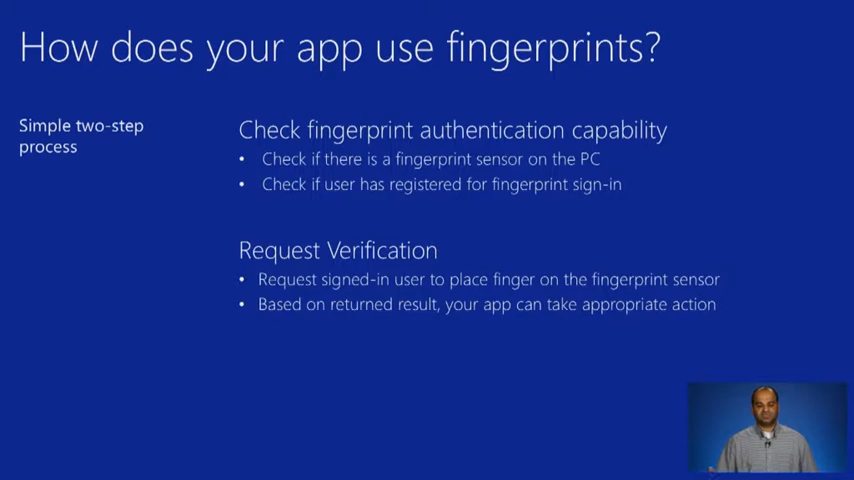 How does your app use fingerprints?
Simple two-step
process
Check fingerprint authentication capability
• Check if there is a fingerprint sensor on the PC
• Check if user has registered for fingerprint sign-in
Request Verification
• Request signed-in user to place finger on the fingerprint sensor
• Based on returned result, your app can take appropriate action